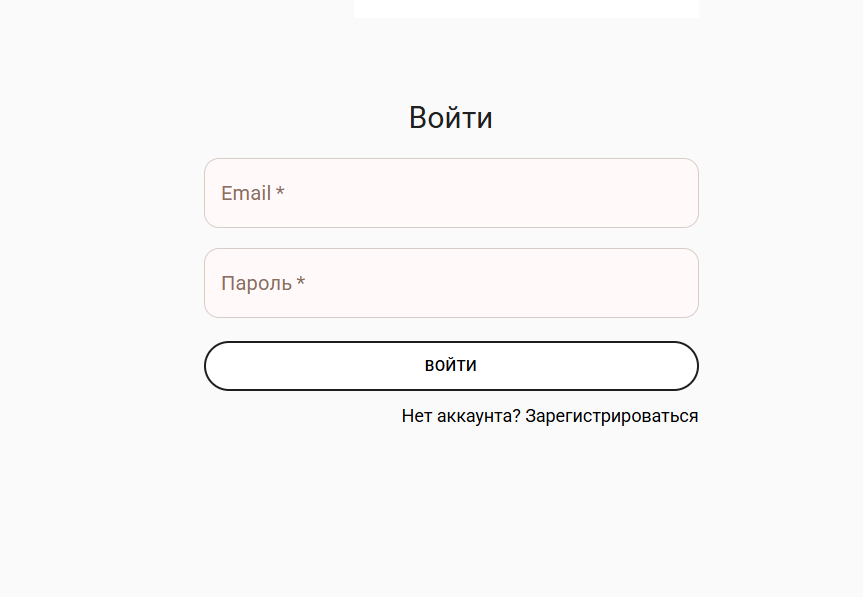 Войти
Email *
Пароль *
войти
Нет аккаунта? Зарегистрироваться